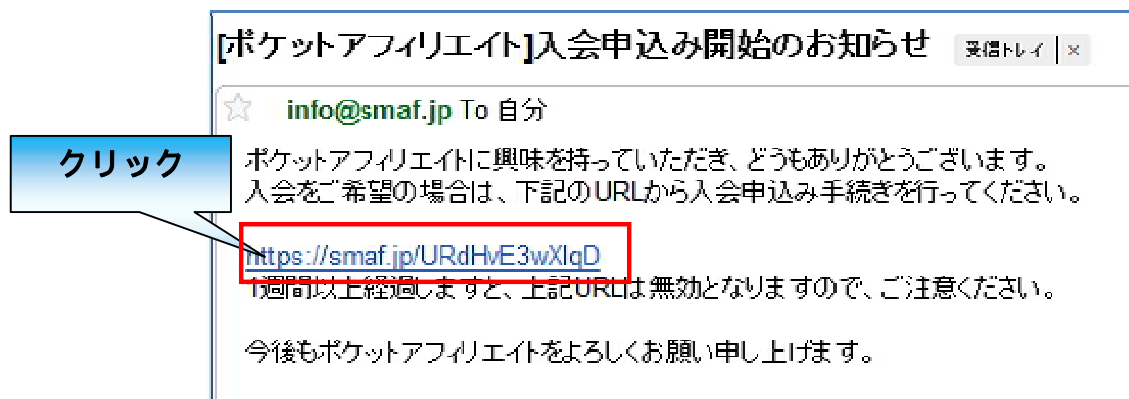 [ポケットアフィリエイト]入会申込み開始のお知らせ 受信トレイ ×
info@smaf.jp To 自分
クリック
ポケットアフィリエイトに興味を持っていただき、どうもありがとうございます。
入会をご希望の場合は、下記のURLから入会申込み手続きを行ってください。
https://smaf.jp/URdHvE3wXlqD
1週間以上経過しますと、上記URLは無効となりますので、ご注意ください。
今後もポケットアフィリエイトをよろしくお願い申し上げます。